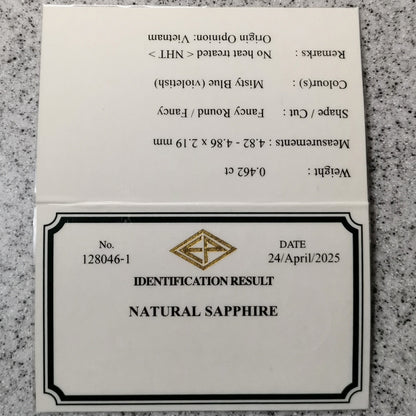 Weight : 0.462 ct
Measurements : 4.82 - 4.86 x 2.19 mm
Shape / Cut : Fancy Round / Fancy
Colour(s) : Misty Blue (violetish)
Remarks : No heat treated < NHT >
Origin Opinion: Vietnam
No. DATE
128046-1 24/April/2025
IDENTIFICATION RESULT
NATURAL SAPPHIRE